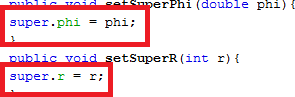 public void setSuperPhi(double phi){
super.phi = phi;
}
public void setSuperR(int r){
super.r = r;
}